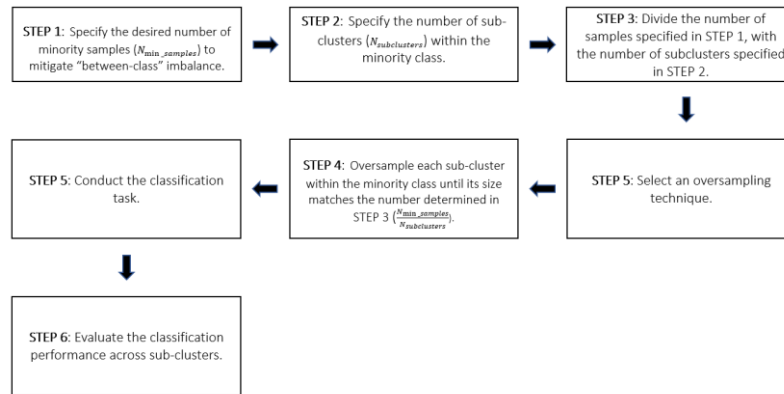 STEP 1: Specify the desired number of
minority samples (N_min_samples) to
mitigate "between-class" imbalance.
STEP 2: Specify the number of sub-
clusters (N_subclusters) within the
minority class.
STEP 3: Divide the number of
samples specified in STEP 1, with
the number of subclusters specified
in STEP 2.
STEP 5: Select an oversampling
technique.
STEP 4: Oversample each sub-cluster
within the minority class until its size
matches the number determined in
STEP 3 (N_min_samples/N_subclusters).
STEP 5: Conduct the classification
task.
STEP 6: Evaluate the classification
performance across sub-clusters.